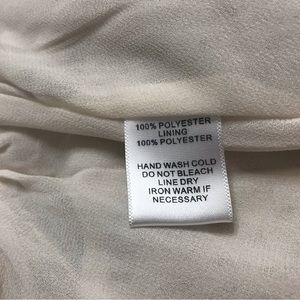 100% POLYESTER
LINING
100% POLYESTER
HAND WASH COLD
DO NOT BLEACH
LINE DRY
IRON WARM IF
NECESSARY